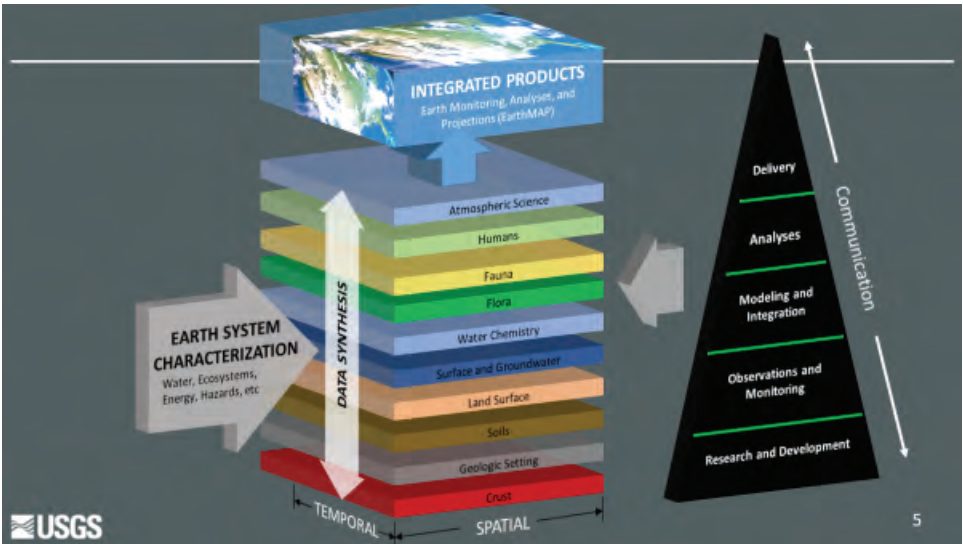 INTEGRATED PRODUCTS
Earth Monitoring, Analyses, and
Projections (EarthMAP)
Atmospheric Science
Humans
Fauna
Flora
Water Chemistry
Surface and Groundwater
Land Surface
Soils
Geologic Setting
Crust
DATA SYNTHESIS
EARTH SYSTEM
CHARACTERIZATION
Water, Ecosystems,
Energy, Hazards, etc
TEMPORAL
SPATIAL
Delivery
Analyses
Modeling and
Integration
Observations and
Monitoring
Research and Development
Communication
USGS
5